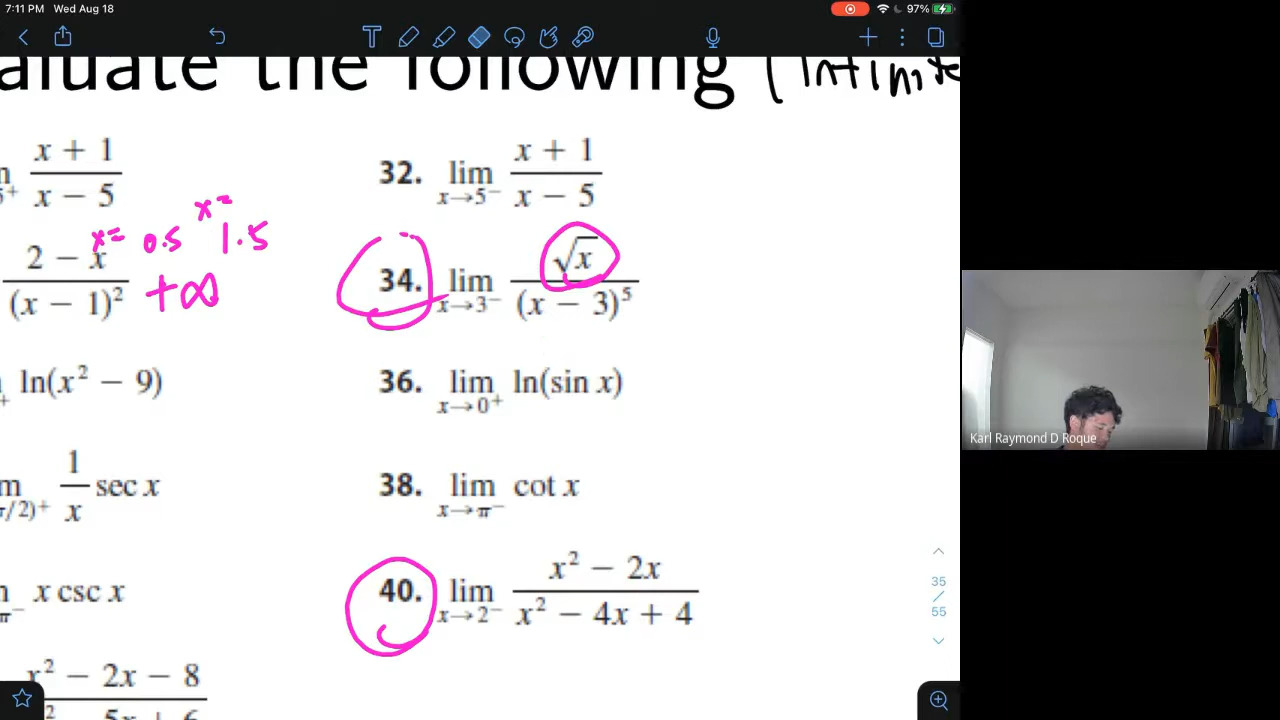 7:11 PM Wed Aug 18
97%
aluate the following (Infinite
x + 1
x − 5
5+
32. lim x→5⁻ x + 1
x − 5
x= 0.5 x= 1.5
2 − x
(x − 1)² +∞
34. lim x→3⁻ √x
(x − 3)⁵
ln(x² − 9)
36. lim x→0⁺ ln(sin x)
m π/2)⁺ 1
x sec x
38. lim x→π⁻ cot x
x csc x
π⁻
40. lim x→2⁻ x² − 2x
x² − 4x + 4
x² − 2x − 8
35
/
55
Karl Raymond D Roque